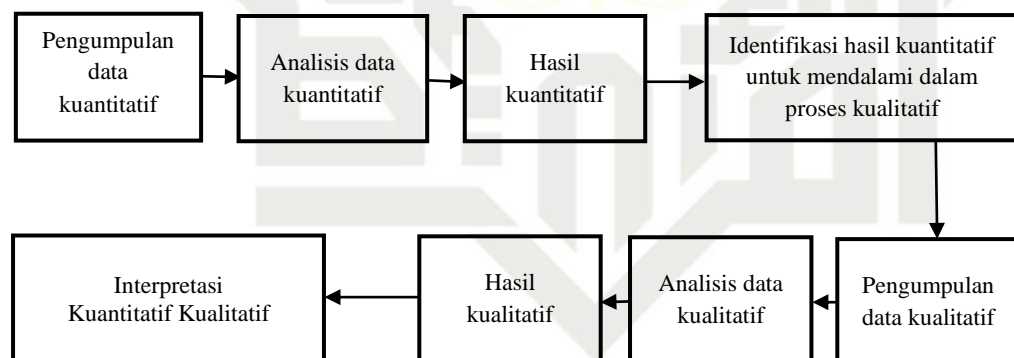 Pengumpulan
data
kuantitatif
Analisis data
kuantitatif
Hasil
kuantitatif
Identifikasi hasil kuantitatif
untuk mendalami dalam
proses kualitatif
Pengumpulan
data kualitatif
Analisis data
kualitatif
Hasil
kualitatif
Interpretasi
Kuantitatif Kualitatif